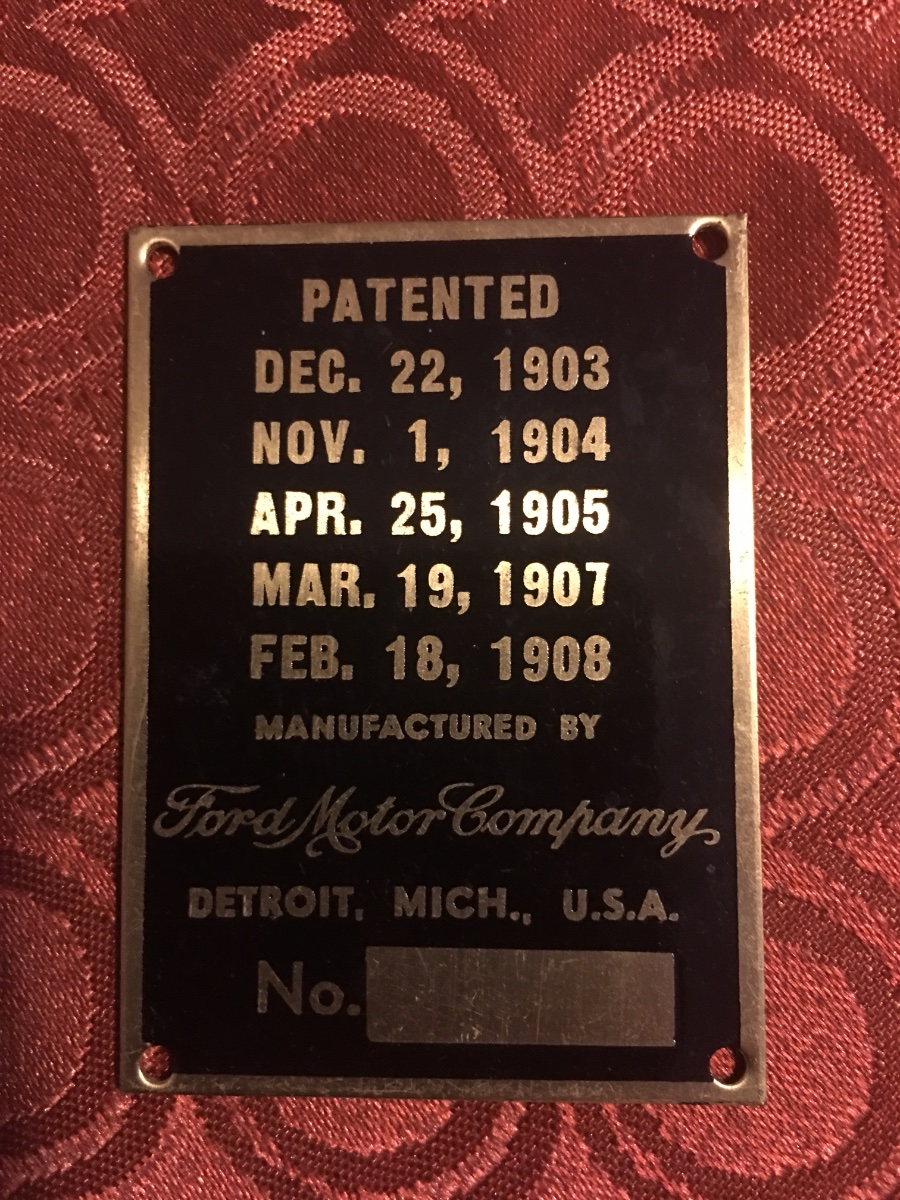 PATENTED
DEC. 22, 1903
NOV. 1, 1904
APR. 25, 1905
MAR. 19, 1907
FEB. 18, 1908
MANUFACTURED BY
Ford Motor Company
DETROIT, MICH., U.S.A.
No.